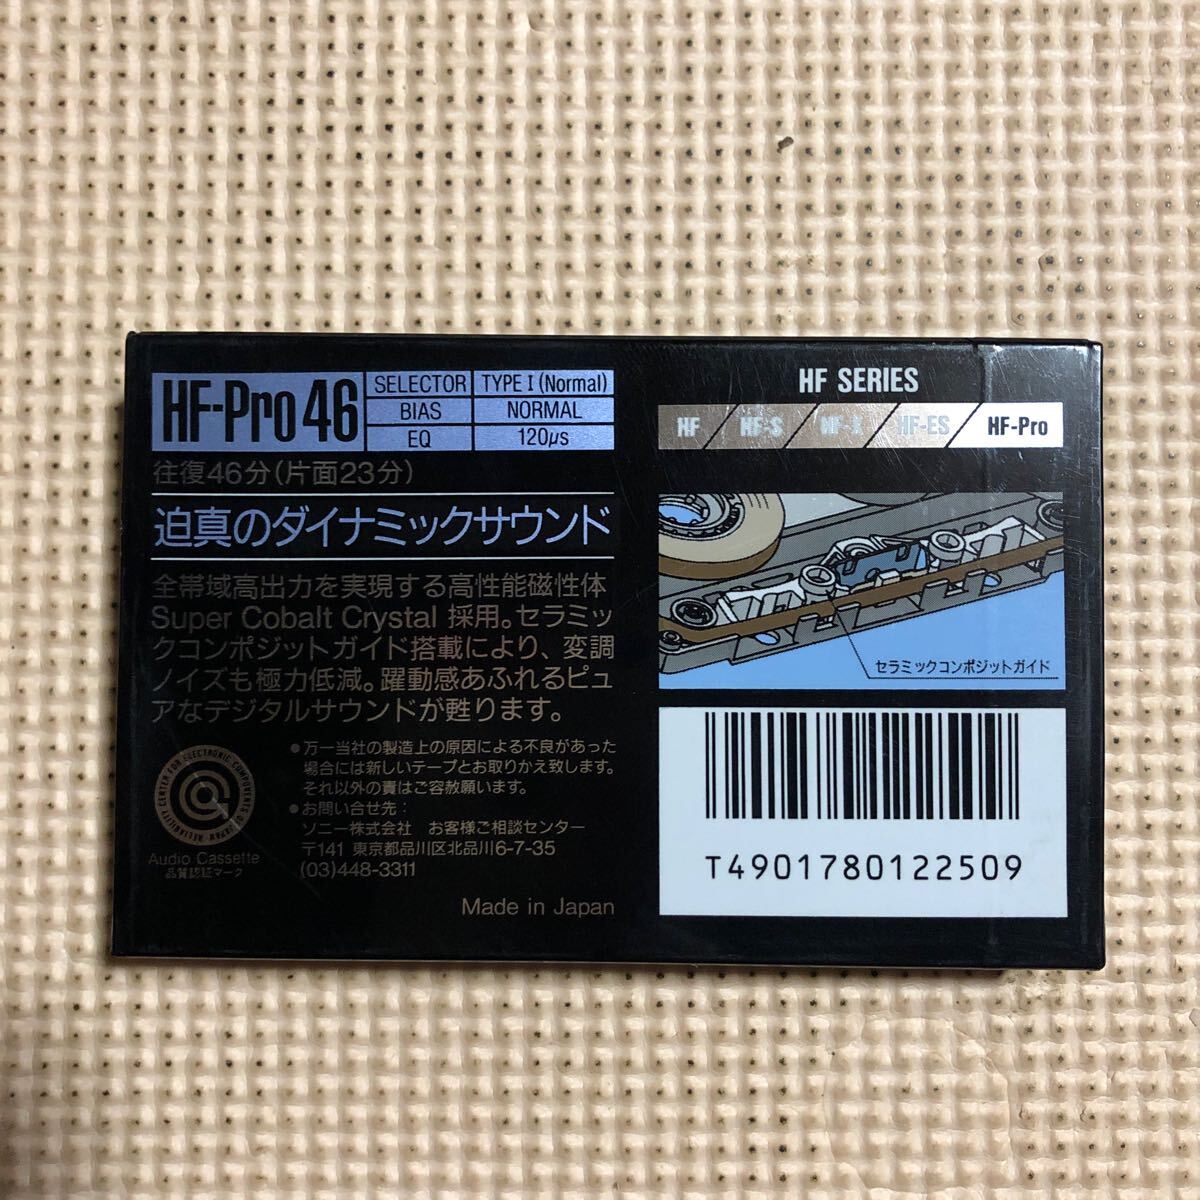 HF-Pro 46
SELECTOR TYPE I (Normal)
BIAS NORMAL
EQ 120μs
往復46分(片面23分)
迫真のダイナミックサウンド
全帯域高出力を実現する高性能磁性体
Super Cobalt Crystal 採用。セラミッ
クコンポジットガイド搭載により、変調
ノイズも極力低減。躍動感あふれるピュ
アなデジタルサウンドが甦ります。
●万一当社の製造上の原因による不良があった
場合には新しいテープとお取りかえ致します。
それ以外の責はご容赦願います。
●お問い合せ先:
ソニー株式会社 お客様ご相談センター
〒141 東京都品川区北品川6-7-35
(03)448-3311
RELIABILITY CENTER FOR ELECTRONIC COMPONENTS OF JAPAN
Audio Cassette
品質認証マーク
Made in Japan
HF SERIES
HF HF-S HF-X HF-ES HF-Pro
セラミックコンポジットガイド
T4901780122509